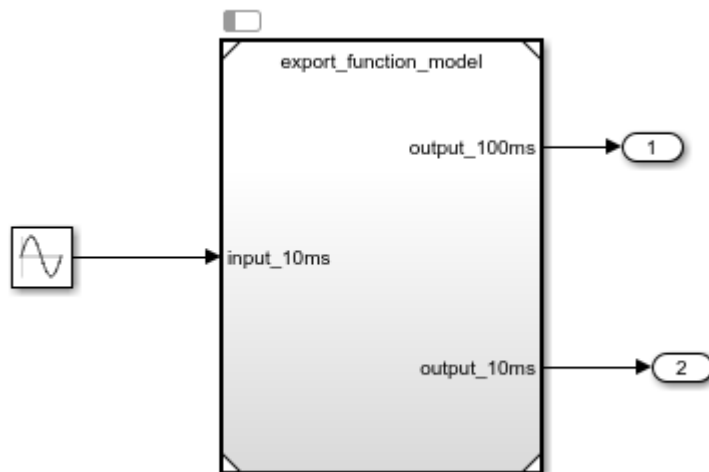 export_function_model
output_100ms
1
input_10ms
output_10ms
2